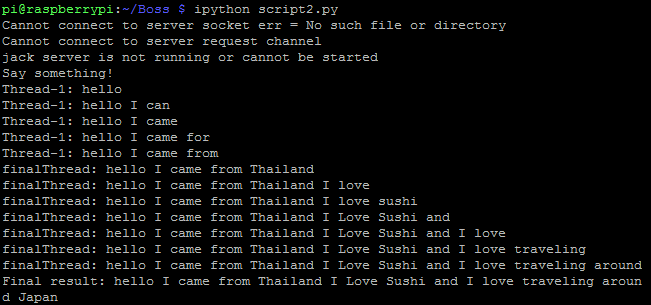 pi@raspberrypi:~/Boss $ ipython script2.py
Cannot connect to server socket err = No such file or directory
Cannot connect to server request channel
jack server is not running or cannot be started
Say something!
Thread-1: hello
Thread-1: hello I can
Thread-1: hello I came
Thread-1: hello I came for
Thread-1: hello I came from
finalThread: hello I came from Thailand
finalThread: hello I came from Thailand I love
finalThread: hello I came from Thailand I love sushi
finalThread: hello I came from Thailand I Love Sushi and
finalThread: hello I came from Thailand I Love Sushi and I love
finalThread: hello I came from Thailand I Love Sushi and I love traveling
finalThread: hello I came from Thailand I Love Sushi and I love traveling around
Final result: hello I came from Thailand I Love Sushi and I love traveling aroun
d Japan